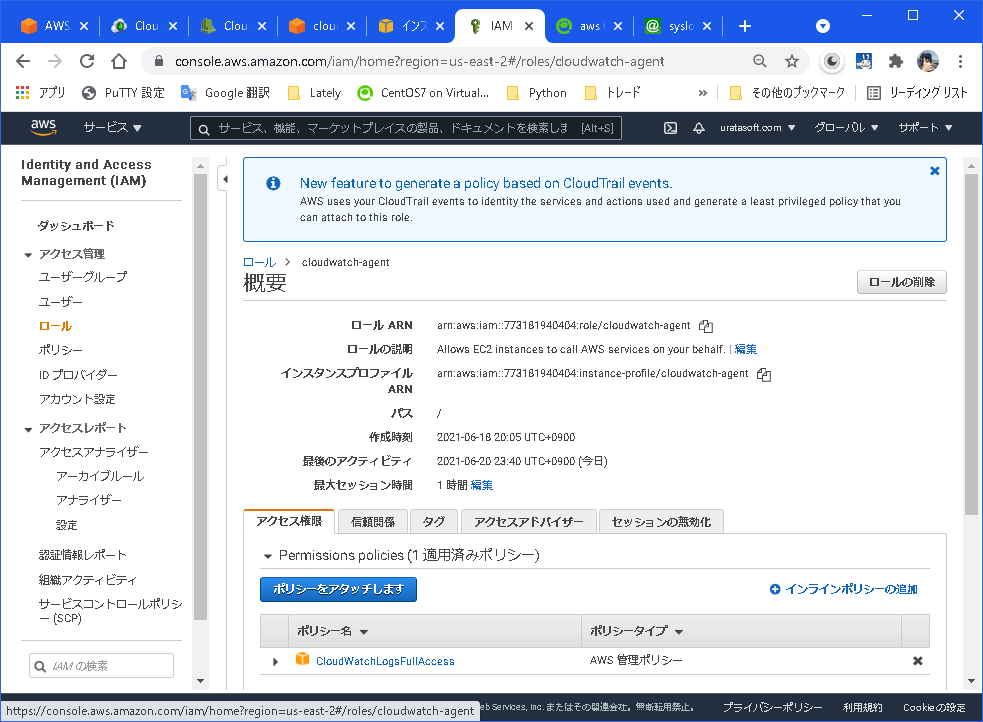 AWS
Clou
Clou
clou
インス
IAM
aws t
syslo
console.aws.amazon.com/iam/home?region=us-east-2#/roles/cloudwatch-agent
アプリ
PuTTY 設定
Google 翻訳
Lately
CentOS7 on Virtual...
Python
トレード
»
その他のブックマーク
リーディング リスト
aws
サービス ▼
サービス、機能、マーケットプレイスの製品、ドキュメントを検索しま [Alt+S]
uratasoft.com ▼
グローバル ▼
サポート ▼
Identity and Access
Management (IAM)
ダッシュボード
アクセス管理
ユーザーグループ
ユーザー
ロール
ポリシー
ID プロバイダー
アカウント設定
アクセスレポート
アクセスアナライザー
アーカイブルール
アナライザー
設定
認証情報レポート
組織アクティビティ
サービスコントロールポリシ
ー (SCP)
IAM の検索
New feature to generate a policy based on CloudTrail events.
AWS uses your CloudTrail events to identity the services and actions used and generate a least privileged policy that you
can attach to this role.
ロール > cloudwatch-agent
概要
ロールの削除
ロール ARN arn:aws:iam::773181940404:role/cloudwatch-agent
ロールの説明 Allows EC2 instances to call AWS services on your behalf. | 編集
インスタンスプロファイル arn:aws:iam::773181940404:instance-profile/cloudwatch-agent
ARN
パス /
作成時刻 2021-06-18 20:05 UTC+0900
最後のアクティビティ 2021-06-20 23:40 UTC+0900 (今日)
最大セッション時間 1 時間 編集
アクセス権限
信頼関係
タグ
アクセスアドバイザー
セッションの無効化
Permissions policies (1 適用済みポリシー)
ポリシーをアタッチします
インラインポリシーの追加
ポリシー名 ▼
ポリシータイプ ▼
CloudWatchLogsFullAccess
AWS 管理ポリシー
https://console.aws.amazon.com/iam/home?region=us-east-2#/roles/cloudwatch-agent
eb Services, Inc. またはその関連会社。無断転用禁止。
プライバシーポリシー
利用規約
Cookieの設定